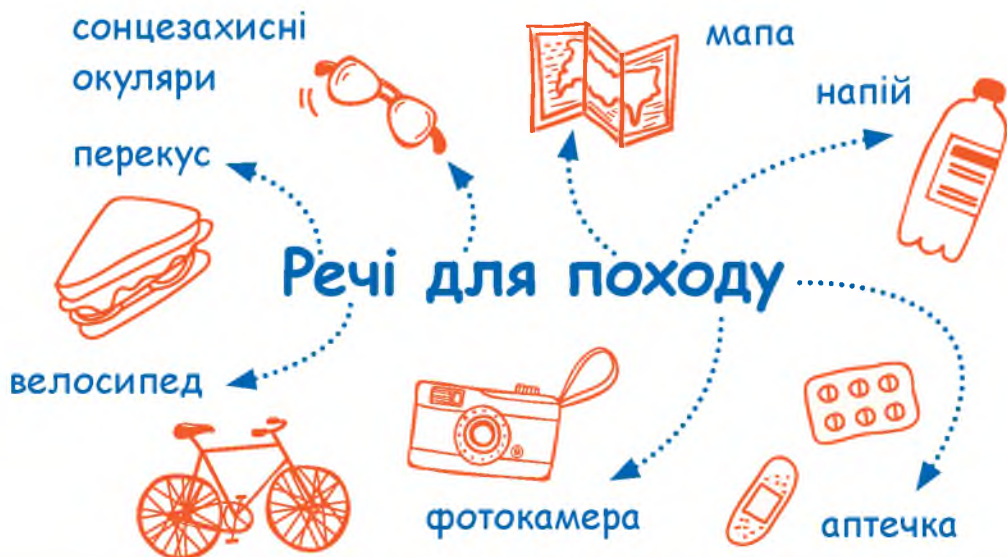 сонцезахисні
окуляри
мапа
напій
перекус
Речі для походу
велосипед
фотокамера
аптечка